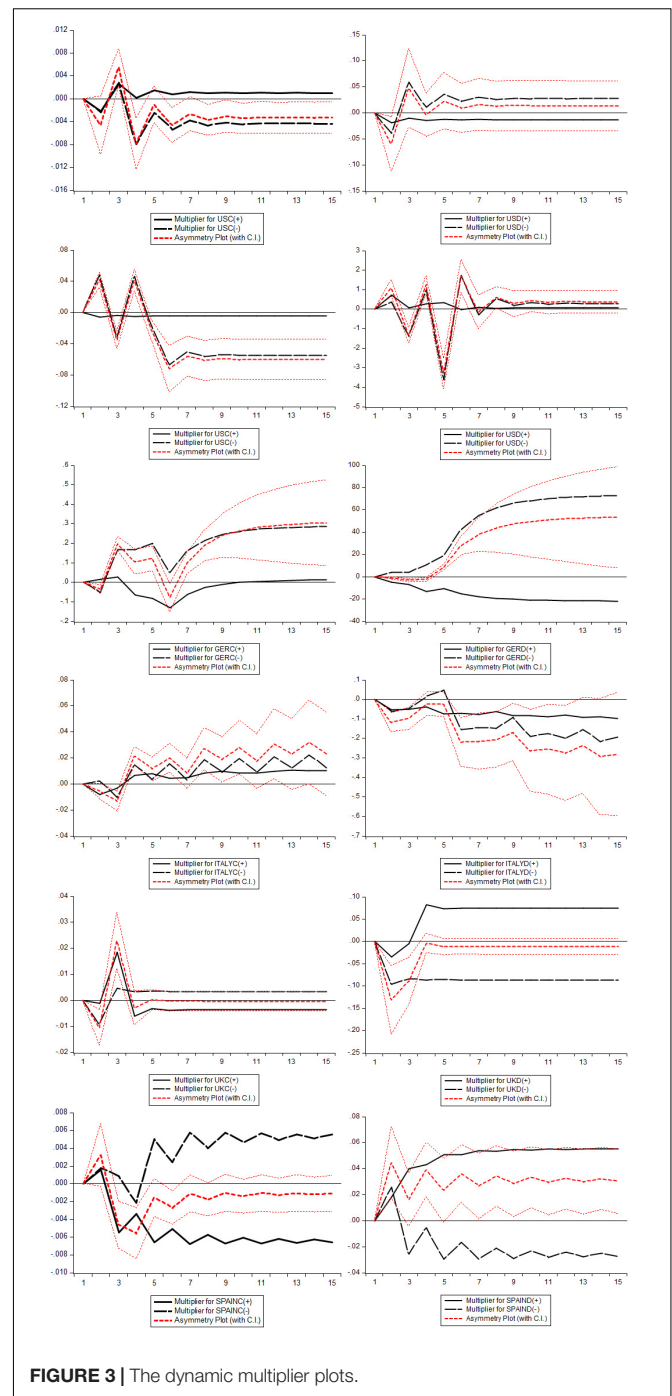 .012
.008
.004
.000
-.004
-.008
-.012
-.016
1 3 5 7 9 11 13 15
Multiplier for USC(+)
Multiplier for USC(-)
Asymmetry Plot (with C.I.)
.15
.10
.05
.00
-.05
-.10
-.15
1 3 5 7 9 11 13 15
Multiplier for USD(+)
Multiplier for USD(-)
Asymmetry Plot (with C.I.)
.08
.04
.00
-.04
-.08
-.12
1 3 5 7 9 11 13 15
Multiplier for USC(+)
Multiplier for USC(-)
Asymmetry Plot (with C.I.)
3
2
1
0
-1
-2
-3
-4
-5
1 3 5 7 9 11 13 15
Multiplier for USD(+)
Multiplier for USD(-)
Asymmetry Plot (with C.I.)
.6
.5
.4
.3
.2
.1
.0
-.1
-.2
1 3 5 7 9 11 13 15
Multiplier for GERC(+)
Multiplier for GERC(-)
Asymmetry Plot (with C.I.)
100
80
60
40
20
0
-20
-40
1 3 5 7 9 11 13 15
Multiplier for GERD(+)
Multiplier for GERD(-)
Asymmetry Plot (with C.I.)
.08
.06
.04
.02
.00
-.02
-.04
1 3 5 7 9 11 13 15
Multiplier for ITALYC(+)
Multiplier for ITALYC(-)
Asymmetry Plot (with C.I.)
.1
.0
-.1
-.2
-.3
-.4
-.5
-.6
-.7
1 3 5 7 9 11 13 15
Multiplier for ITALYD(+)
Multiplier for ITALYD(-)
Asymmetry Plot (with C.I.)
.04
.03
.02
.01
.00
-.01
-.02
1 3 5 7 9 11 13 15
Multiplier for UKC(+)
Multiplier for UKC(-)
Asymmetry Plot (with C.I.)
.10
.05
.00
-.05
-.10
-.15
-.20
-.25
1 3 5 7 9 11 13 15
Multiplier for UKD(+)
Multiplier for UKD(-)
Asymmetry Plot (with C.I.)
.008
.006
.004
.002
.000
-.002
-.004
-.006
-.008
-.010
1 3 5 7 9 11 13 15
Multiplier for SPAINC(+)
Multiplier for SPAINC(-)
Asymmetry Plot (with C.I.)
.08
.06
.04
.02
.00
-.02
-.04
1 3 5 7 9 11 13 15
Multiplier for SPAIND(+)
Multiplier for SPAIND(-)
Asymmetry Plot (with C.I.)
FIGURE 3 | The dynamic multiplier plots.